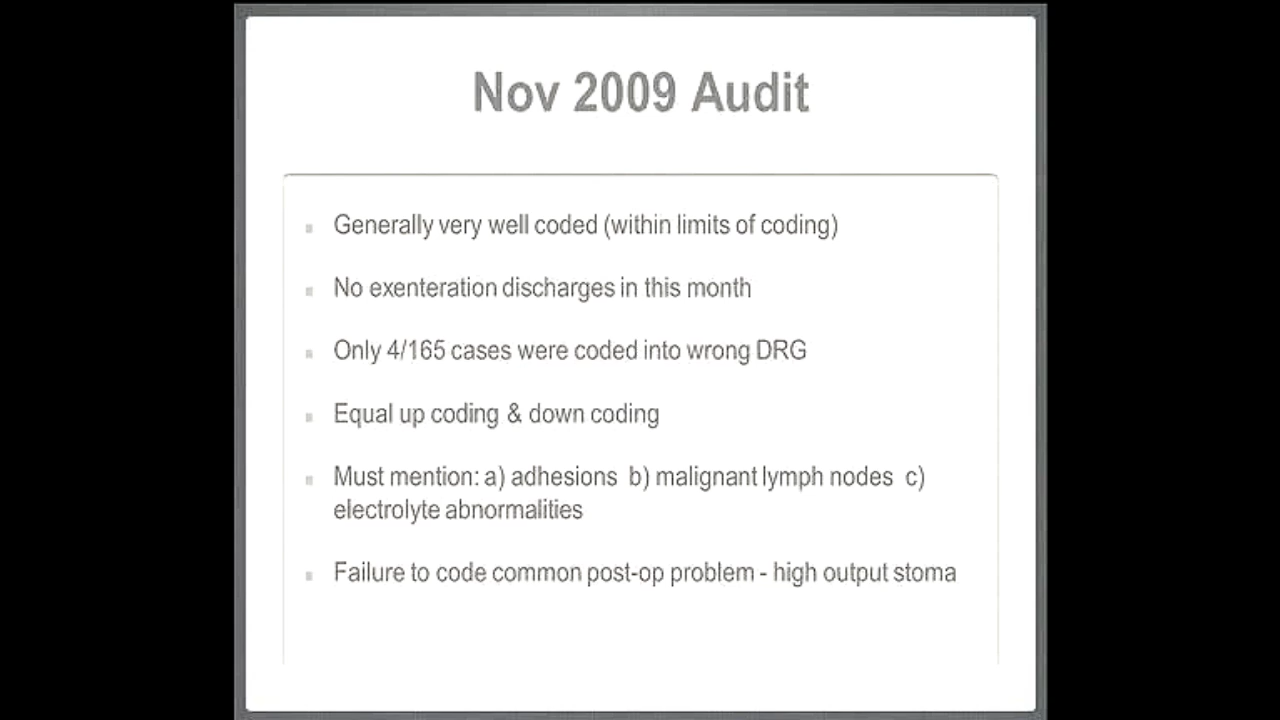 Nov 2009 Audit
Generally very well coded (within limits of coding)
No exenteration discharges in this month
Only 4/165 cases were coded into wrong DRG
Equal up coding & down coding
Must mention: a) adhesions b) malignant lymph nodes c)
electrolyte abnormalities
Failure to code common post-op problem - high output stoma